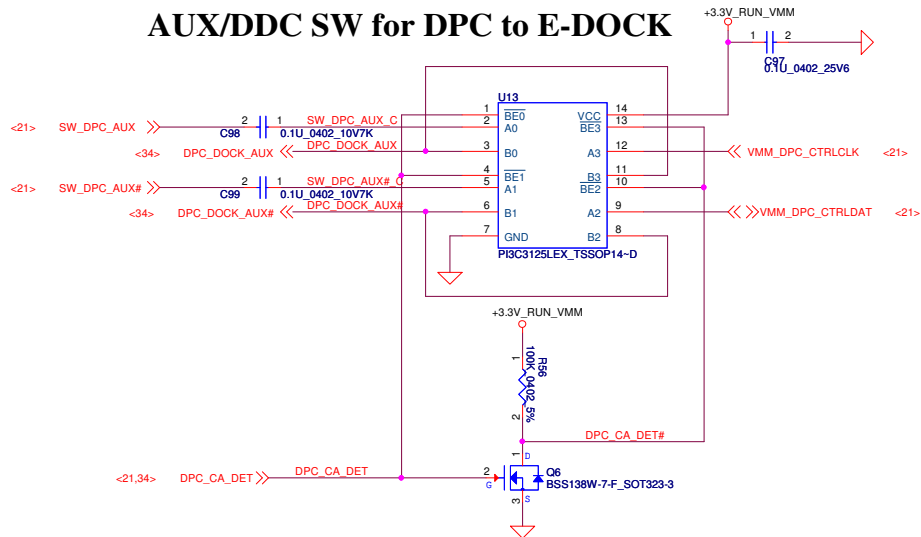 AUX/DDC SW for DPC to E-DOCK
+3.3V_RUN_VMM
1 2
C97
0.1U_0402_25V6
U13
1 BE0 VCC 14
2 A0 BE3 13
3 B0 A3 12
4 BE1 B3 11
5 A1 BE2 10
6 B1 A2 9
7 GND B2 8
PI3C3125LEX_TSSOP14~D
<21> SW_DPC_AUX
2 1
C98
SW_DPC_AUX_C
0.1U_0402_10V7K
<34> DPC_DOCK_AUX
DPC_DOCK_AUX
<21> SW_DPC_AUX#
2 1
C99
SW_DPC_AUX#_C
0.1U_0402_10V7K
<34> DPC_DOCK_AUX#
DPC_DOCK_AUX#
VMM_DPC_CTRLCLK <21>
VMM_DPC_CTRLDAT <21>
+3.3V_RUN_VMM
1
R56
100K_0402_5%
2
DPC_CA_DET#
<21,34> DPC_CA_DET
DPC_CA_DET
1 D
2 G
3 S
Q6
BSS138W-7-F_SOT323-3